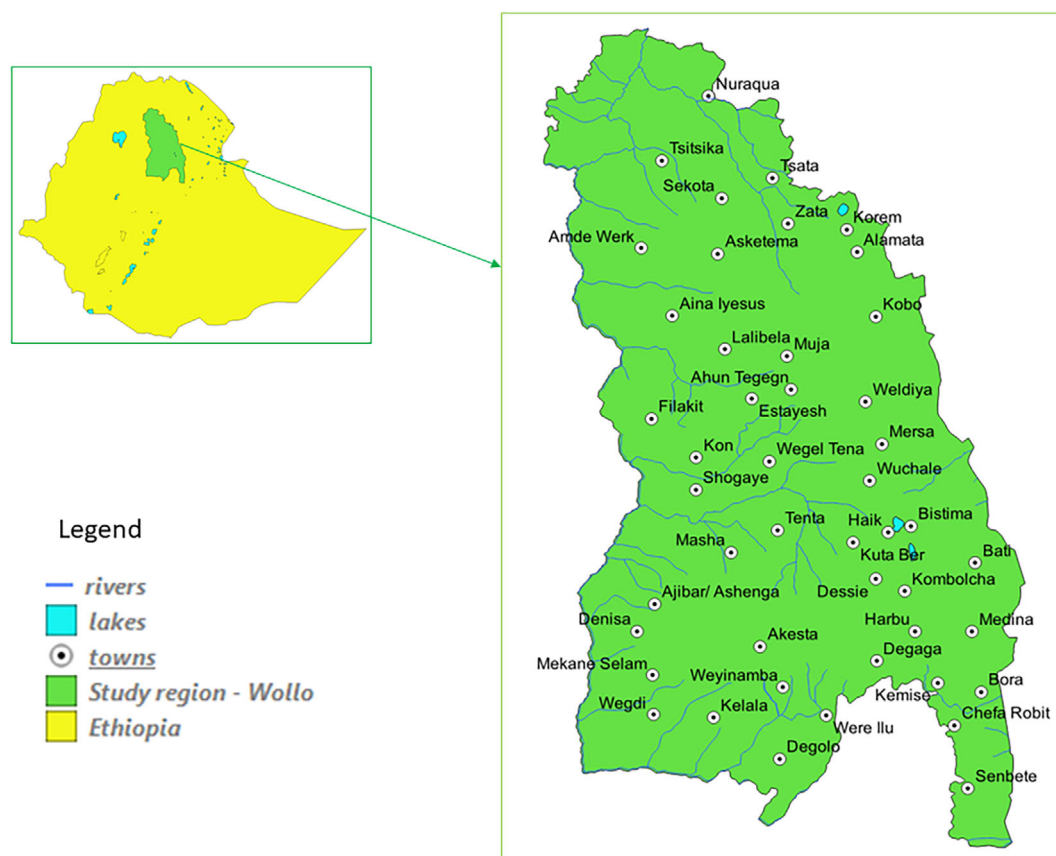 Nuraqua
Tsitsika
Tsata
Sekota
Zata
Korem
Amde Werk
Asketema
Alamata
Aina Iyesus
Kobo
Lalibela
Muja
Ahun Tegegn
Weldiya
Filakit
Estayesh
Mersa
Kon
Wegel Tena
Wuchale
Shogaye
Tenta
Haik
Bistima
Masha
Kuta Ber
Bati
Dessie
Kombolcha
Ajibar/ Ashenga
Denisa
Harbu
Medina
Akesta
Degaga
Mekane Selam
Weyinamba
Kemise
Bora
Wegdi
Kelala
Were Ilu
Chefa Robit
Degolo
Senbete
Legend
rivers
lakes
towns
Study region - Wollo
Ethiopia